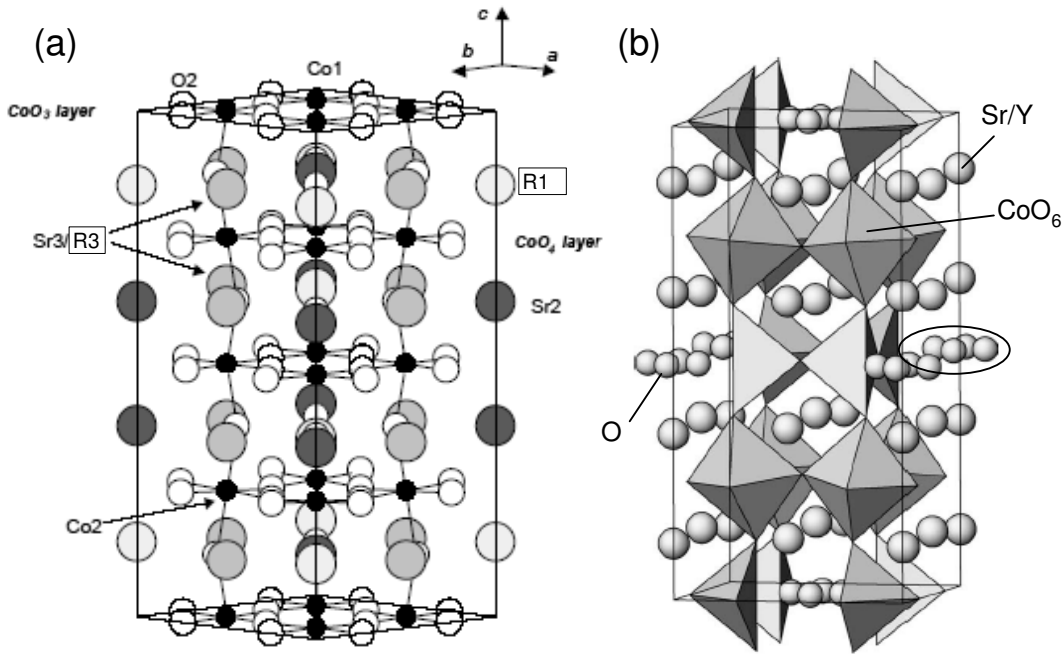 (a)
c
b
a
(b)
O2
Co1
CoO3 layer
Sr/Y
R1
CoO6
Sr3/R3
CoO4 layer
Sr2
O
Co2